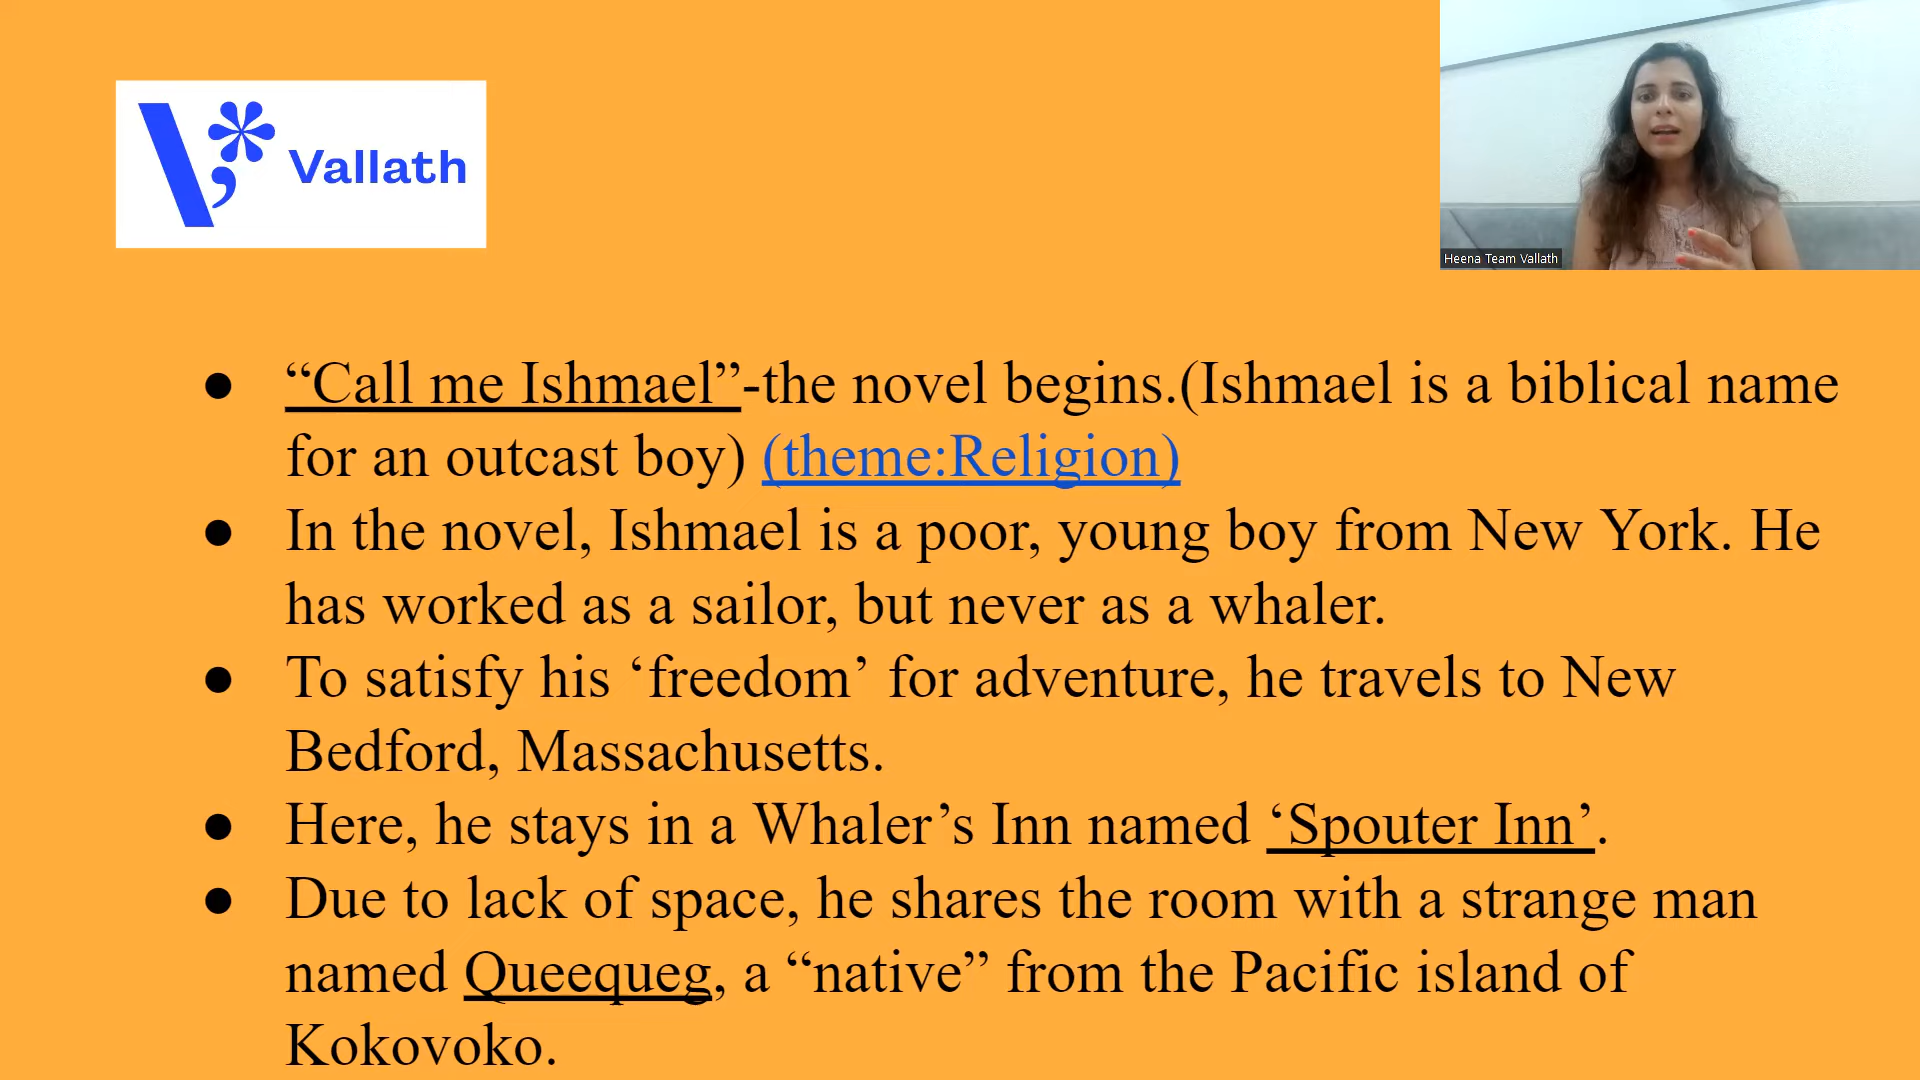 Vallath
Heena Team Vallath
● “Call me Ishmael”-the novel begins.(Ishmael is a biblical name
for an outcast boy) (theme:Religion)
● In the novel, Ishmael is a poor, young boy from New York. He
has worked as a sailor, but never as a whaler.
● To satisfy his ‘freedom’ for adventure, he travels to New
Bedford, Massachusetts.
● Here, he stays in a Whaler’s Inn named ‘Spouter Inn’.
● Due to lack of space, he shares the room with a strange man
named Queequeg, a “native” from the Pacific island of
Kokovoko.